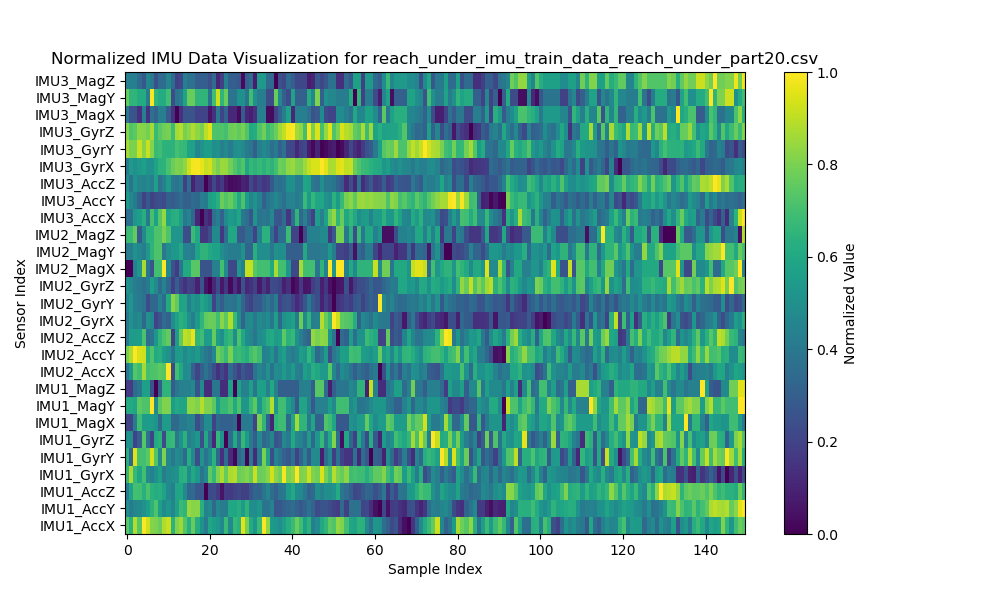 Normalized IMU Data Visualization for reach_under_imu_train_data_reach_under_part20.csv
IMU3_MagZ
IMU3_MagY
IMU3_MagX
IMU3_GyrZ
IMU3_GyrY
IMU3_GyrX
IMU3_AccZ
IMU3_AccY
IMU3_AccX
IMU2_MagZ
IMU2_MagY
IMU2_MagX
IMU2_GyrZ
IMU2_GyrY
IMU2_GyrX
IMU2_AccZ
IMU2_AccY
IMU2_AccX
IMU1_MagZ
IMU1_MagY
IMU1_MagX
IMU1_GyrZ
IMU1_GyrY
IMU1_GyrX
IMU1_AccZ
IMU1_AccY
IMU1_AccX
Sensor Index
0 20 40 60 80 100 120 140
Sample Index
1.0
0.8
0.6
0.4
0.2
0.0
Normalized Value